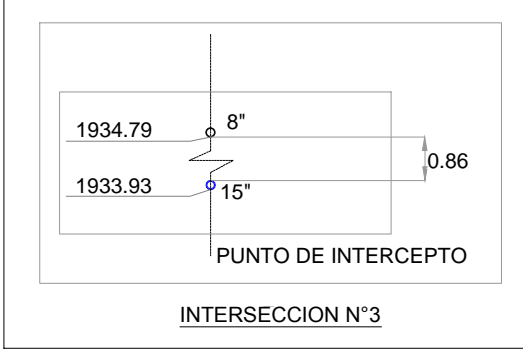 1934.79 8"
0.86
1933.93 15"
PUNTO DE INTERCEPTO
INTERSECCION N°3